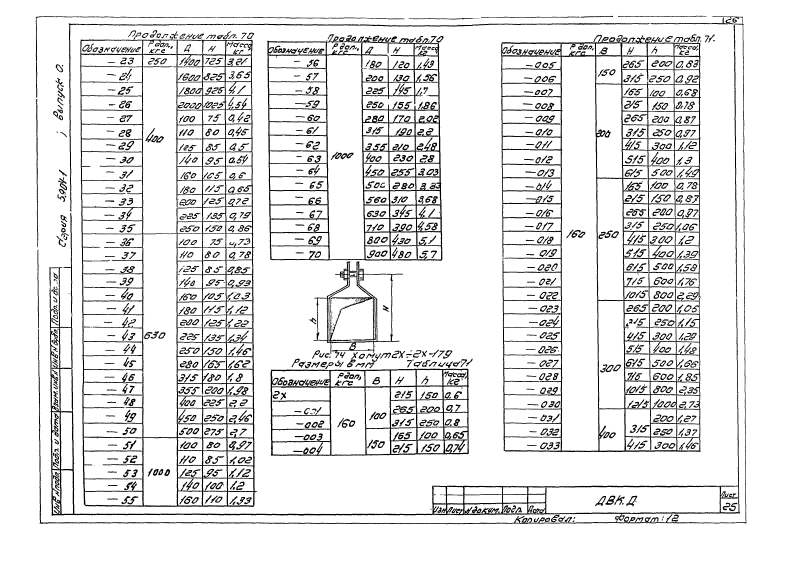 126
Серия 5.904-1 ; Выпуск 0.
Продолжение табл. 70
Обозначение Рдоп., кгс Д Н Масса, кг
-23 250 1400 725 3,21
-24 1600 825 3,65
-25 1800 925 4,1
-26 2000 1025 4,54
-27 400 100 75 0,42
-28 110 80 0,46
-29 125 85 0,5
-30 140 95 0,54
-31 160 105 0,6
-32 180 115 0,65
-33 200 125 0,72
-34 225 135 0,79
-35 250 150 0,86
-36 630 100 75 0,73
-37 110 80 0,78
-38 125 85 0,85
-39 140 95 0,93
-40 160 105 1,03
-41 180 115 1,12
-42 200 125 1,22
-43 225 135 1,34
-44 250 150 1,46
-45 280 165 1,62
-46 315 180 1,8
-47 355 200 1,98
-48 400 225 2,2
-49 450 250 2,46
-50 500 275 2,7
-51 1000 100 80 0,97
-52 110 85 1,02
-53 125 95 1,12
-54 140 100 1,2
-55 160 110 1,33
Продолжение табл. 70
Обозначение Рдоп., кгс Д Н Масса, кг
-56 1000 180 120 1,43
-57 200 130 1,56
-58 225 145 1,7
-59 250 155 1,86
-60 280 170 2,02
-61 315 190 2,2
-62 355 210 2,48
-63 400 230 2,8
-64 450 255 3,03
-65 500 280 3,33
-66 560 310 3,68
-67 630 345 4,1
-68 710 390 4,58
-69 800 430 5,1
-70 900 480 5,7
h
Н
В
Рис. 74 Хомут 2Х÷2Х-179
Размеры в мм Таблица 71
Обозначение Рдоп., кгс В Н h Масса, кг
2Х 160 100 215 150 0,6
-001 265 200 0,7
-002 315 250 0,8
-003 150 165 100 0,65
-004 215 150 0,74
Продолжение табл. 71.
Обозначение Рдоп., кгс В Н h Масса, кг
-005 160 150 265 200 0,83
-006 315 250 0,92
-007 200 165 100 0,68
-008 215 150 0,78
-009 265 200 0,87
-010 315 250 0,97
-011 415 300 1,12
-012 515 400 1,3
-013 615 500 1,49
-014 250 165 100 0,78
-015 215 150 0,87
-016 265 200 0,97
-017 315 250 1,06
-018 415 300 1,2
-019 515 400 1,39
-020 615 500 1,58
-021 715 600 1,76
-022 1015 800 2,29
-023 300 265 200 1,06
-024 315 250 1,15
-025 415 300 1,29
-026 515 400 1,48
-027 615 500 1,66
-028 715 600 1,85
-029 1015 800 2,35
-030 1215 1000 2,73
-031 400 200 1,27
-032 315 250 1,37
-033 415 300 1,46
Изм Лист № докум. Подп. Дата
ДВК.Д
Лист
25
Копировал: Формат: 12
Инв № подл. Подп. и дата Взам. инв № Инв № дубл. Подп. и дата